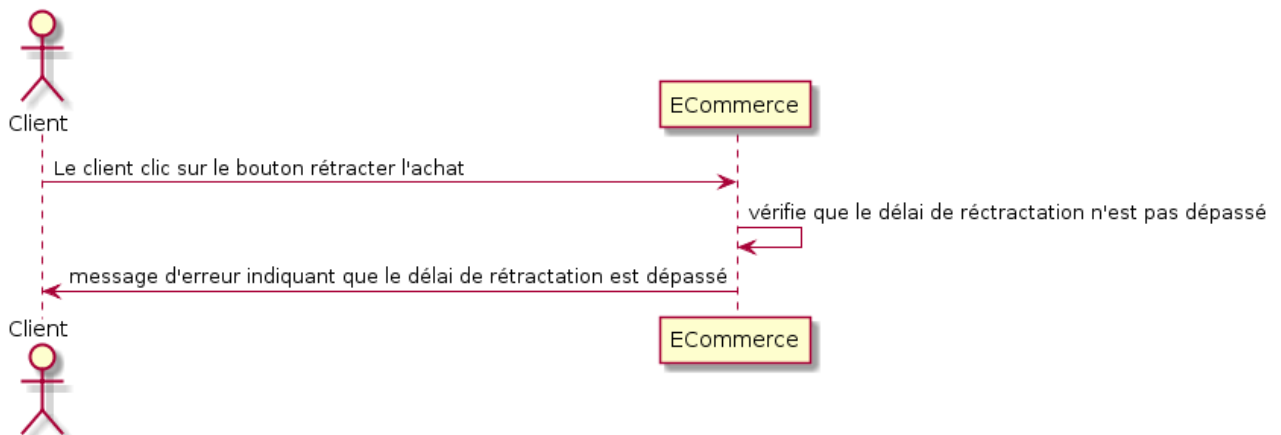 Client
ECommerce
Le client clic sur le bouton rétracter l'achat
vérifie que le délai de réctractation n'est pas dépassé
message d'erreur indiquant que le délai de rétractation est dépassé
Client
ECommerce